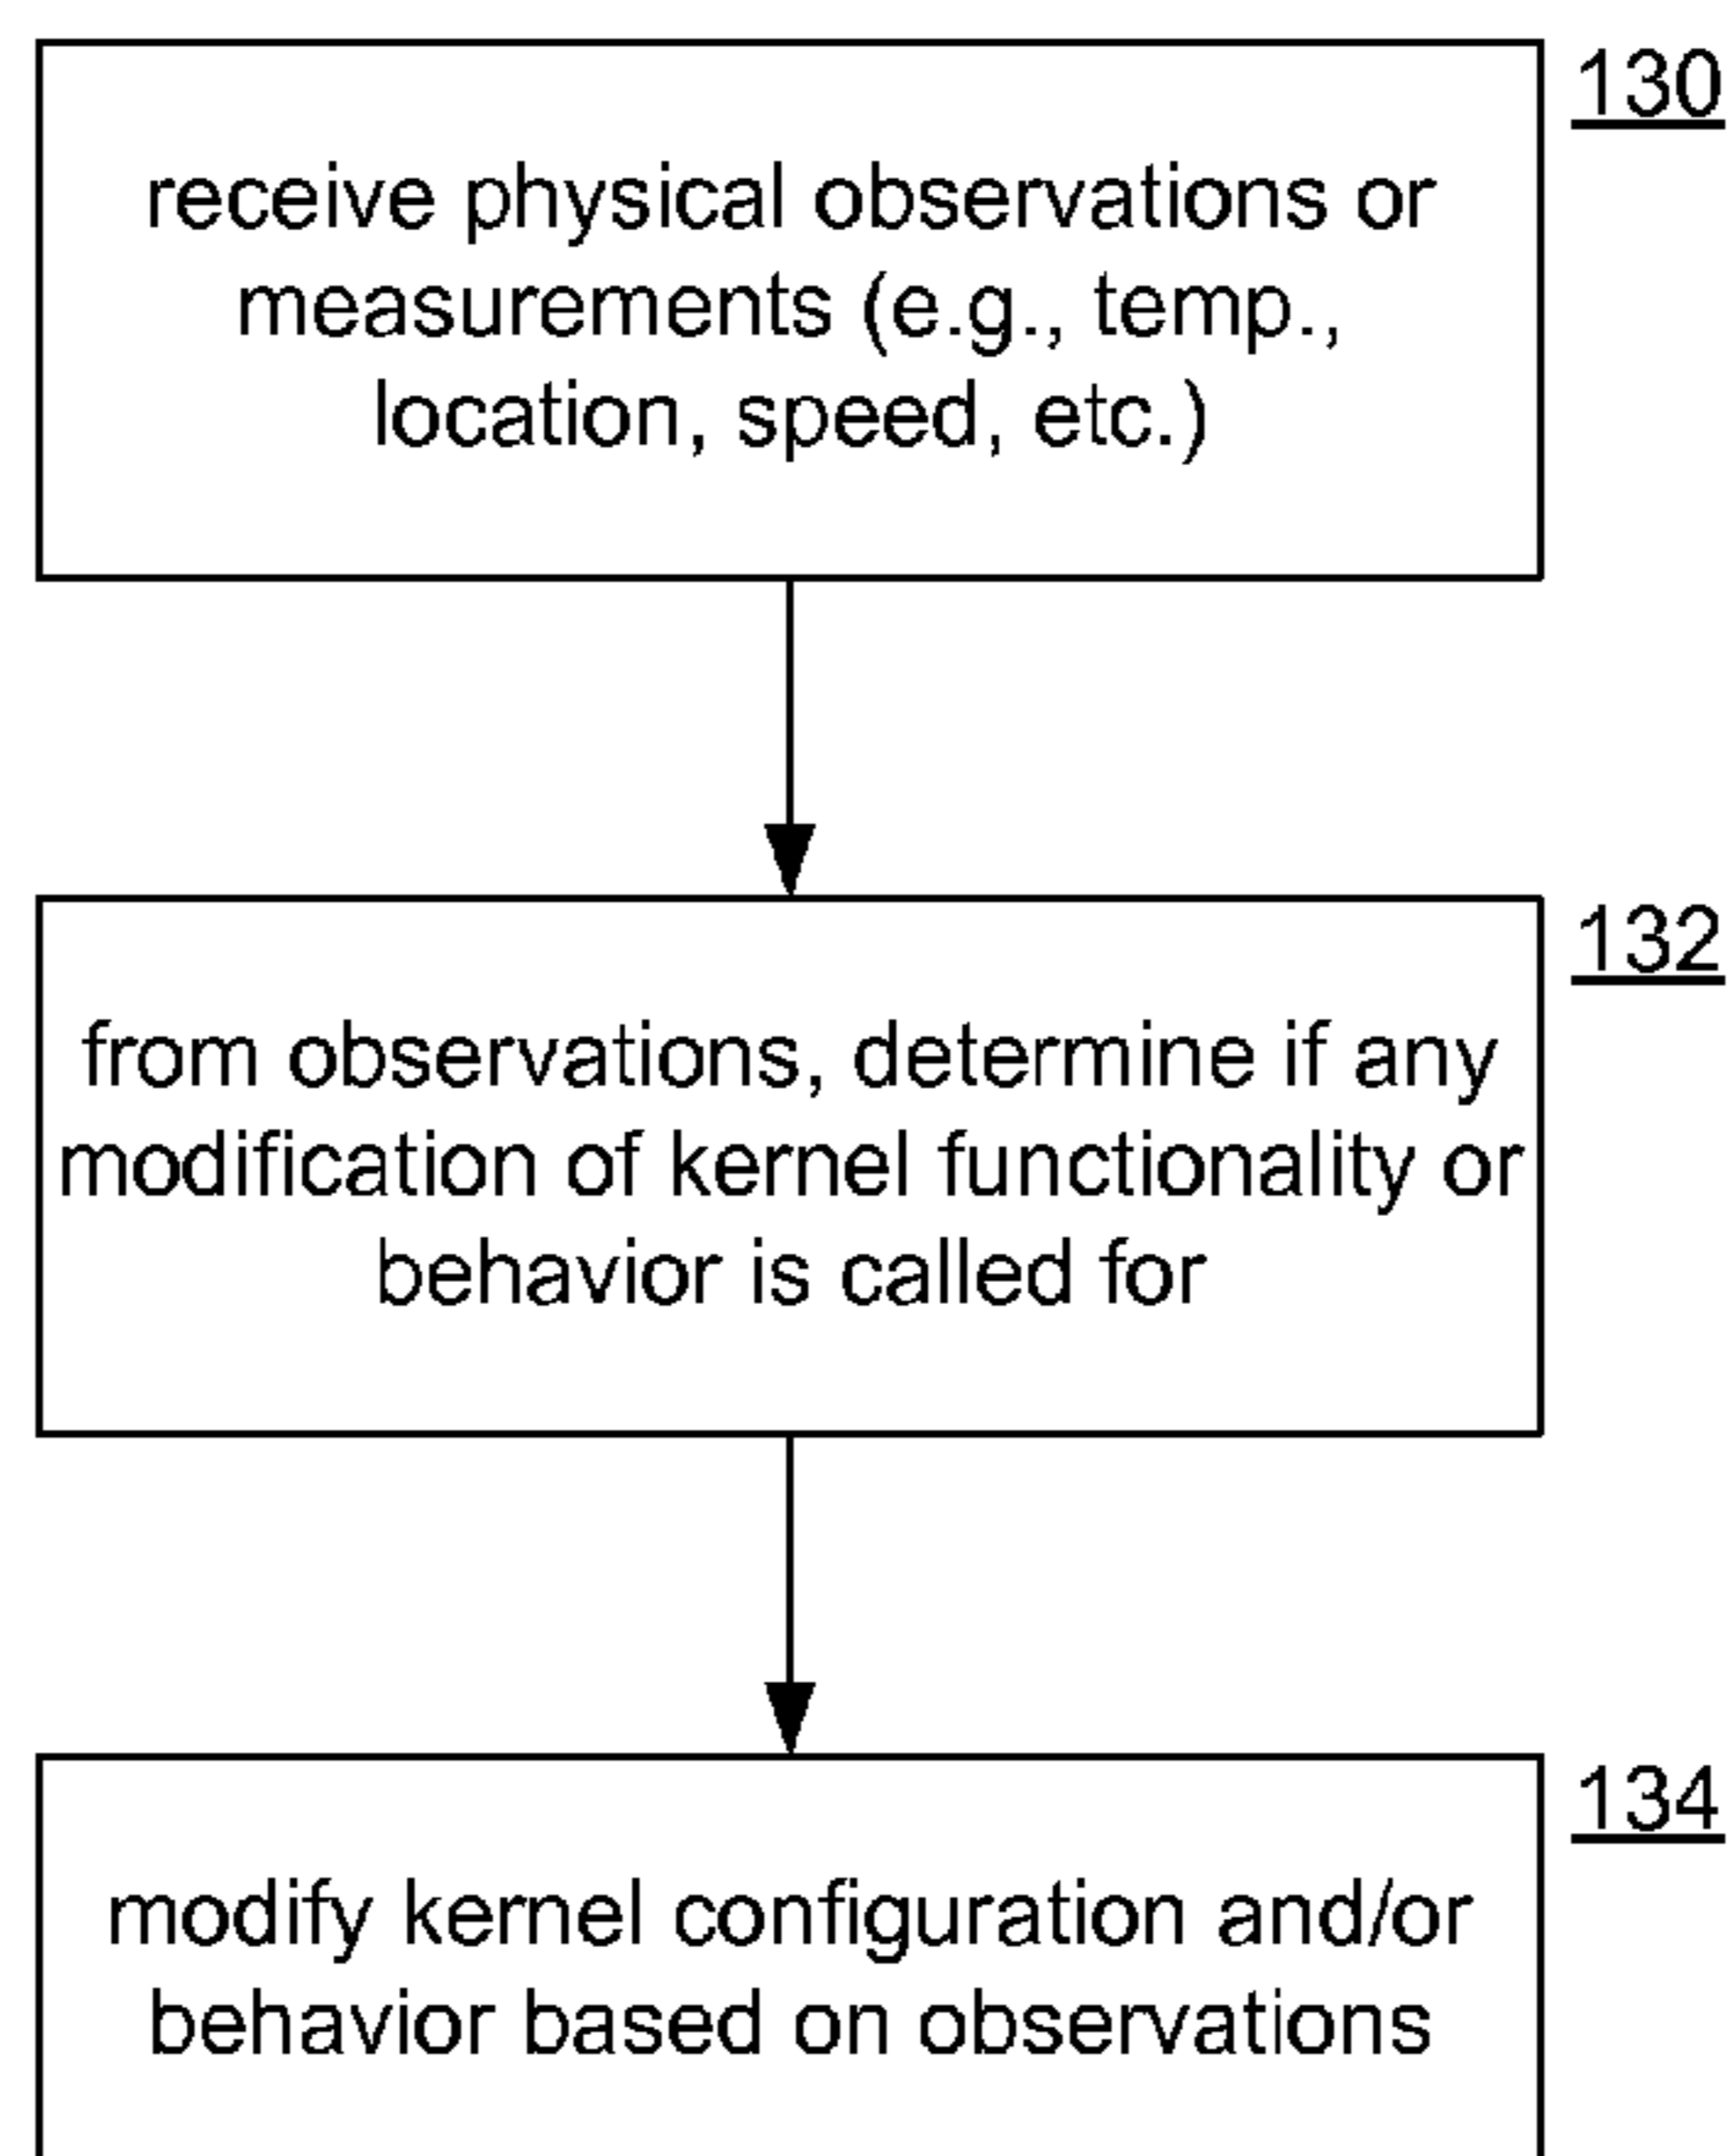 130
receive physical observations or
measurements (e.g., temp.,
location, speed, etc.)
132
from observations, determine if any
modification of kernel functionality or
behavior is called for
134
modify kernel configuration and/or
behavior based on observations